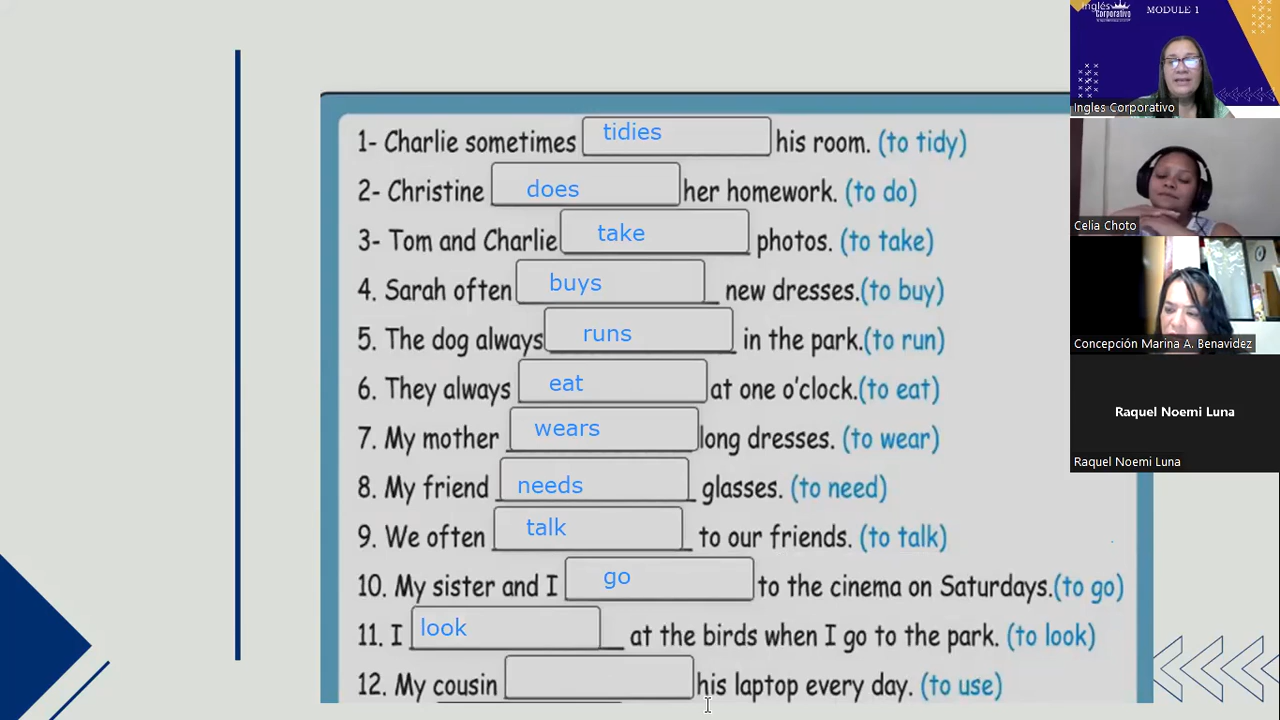 1- Charlie sometimes tidies his room. (to tidy)
2- Christine does her homework. (to do)
3- Tom and Charlie take photos. (to take)
4. Sarah often buys new dresses.(to buy)
5. The dog always runs in the park.(to run)
6. They always eat at one o'clock.(to eat)
7. My mother wears long dresses. (to wear)
8. My friend needs glasses. (to need)
9. We often talk to our friends. (to talk)
10. My sister and I go to the cinema on Saturdays.(to go)
11. I look at the birds when I go to the park. (to look)
12. My cousin his laptop every day. (to use)
Inglés
Corporativo
MODULE 1
Ingles Corporativo
Celia Choto
Concepción Marina A. Benavidez
Raquel Noemi Luna
Raquel Noemi Luna